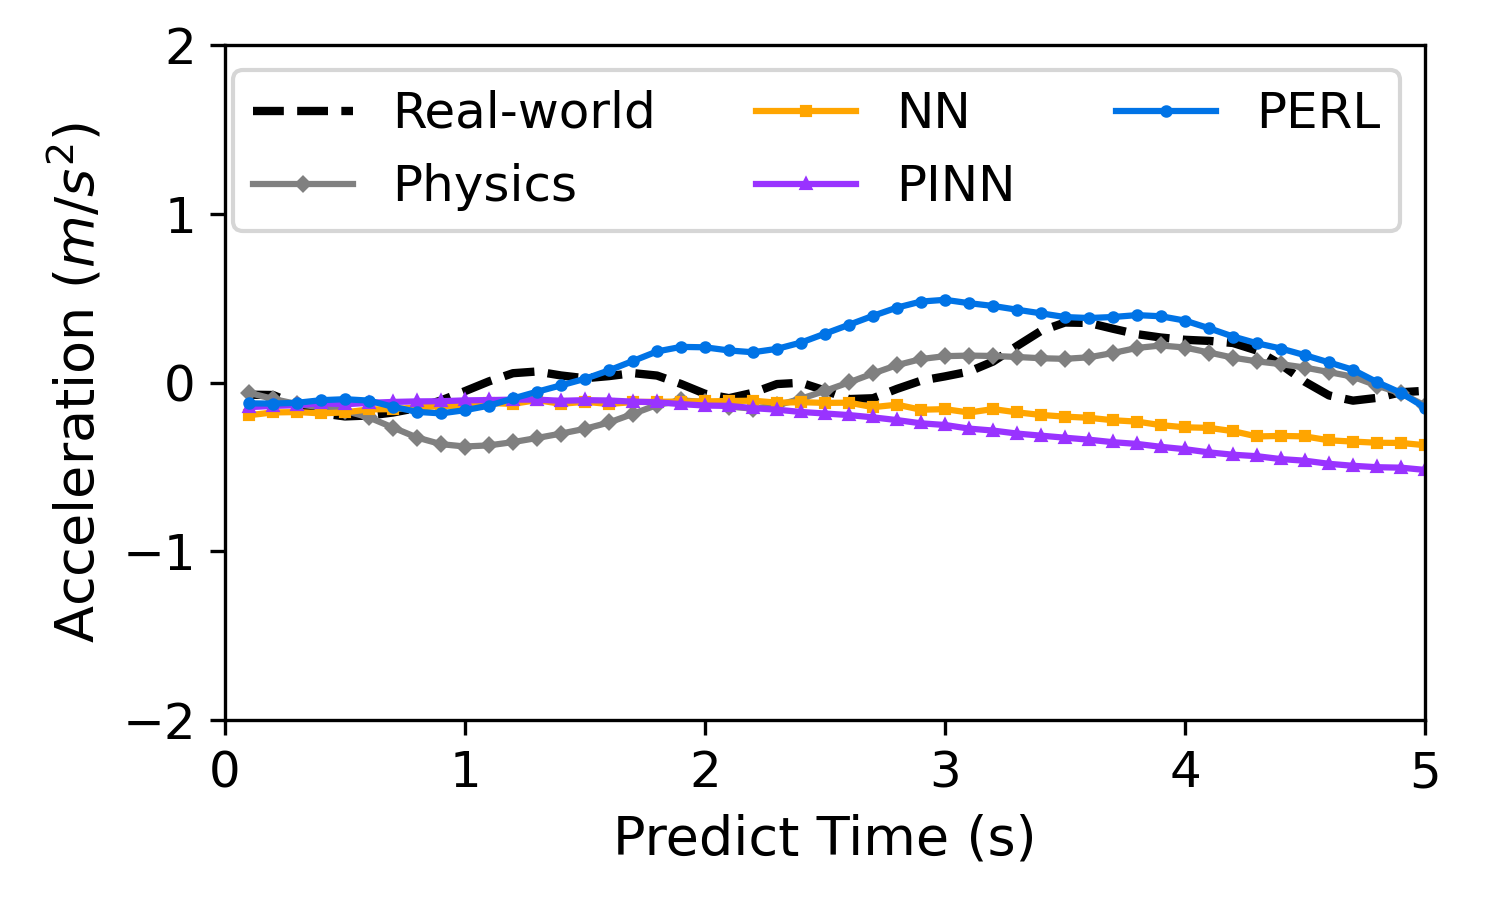 2
1
0
−1
−2
Acceleration (m/s²)
Real-world
Physics
NN
PINN
PERL
0 1 2 3 4 5
Predict Time (s)